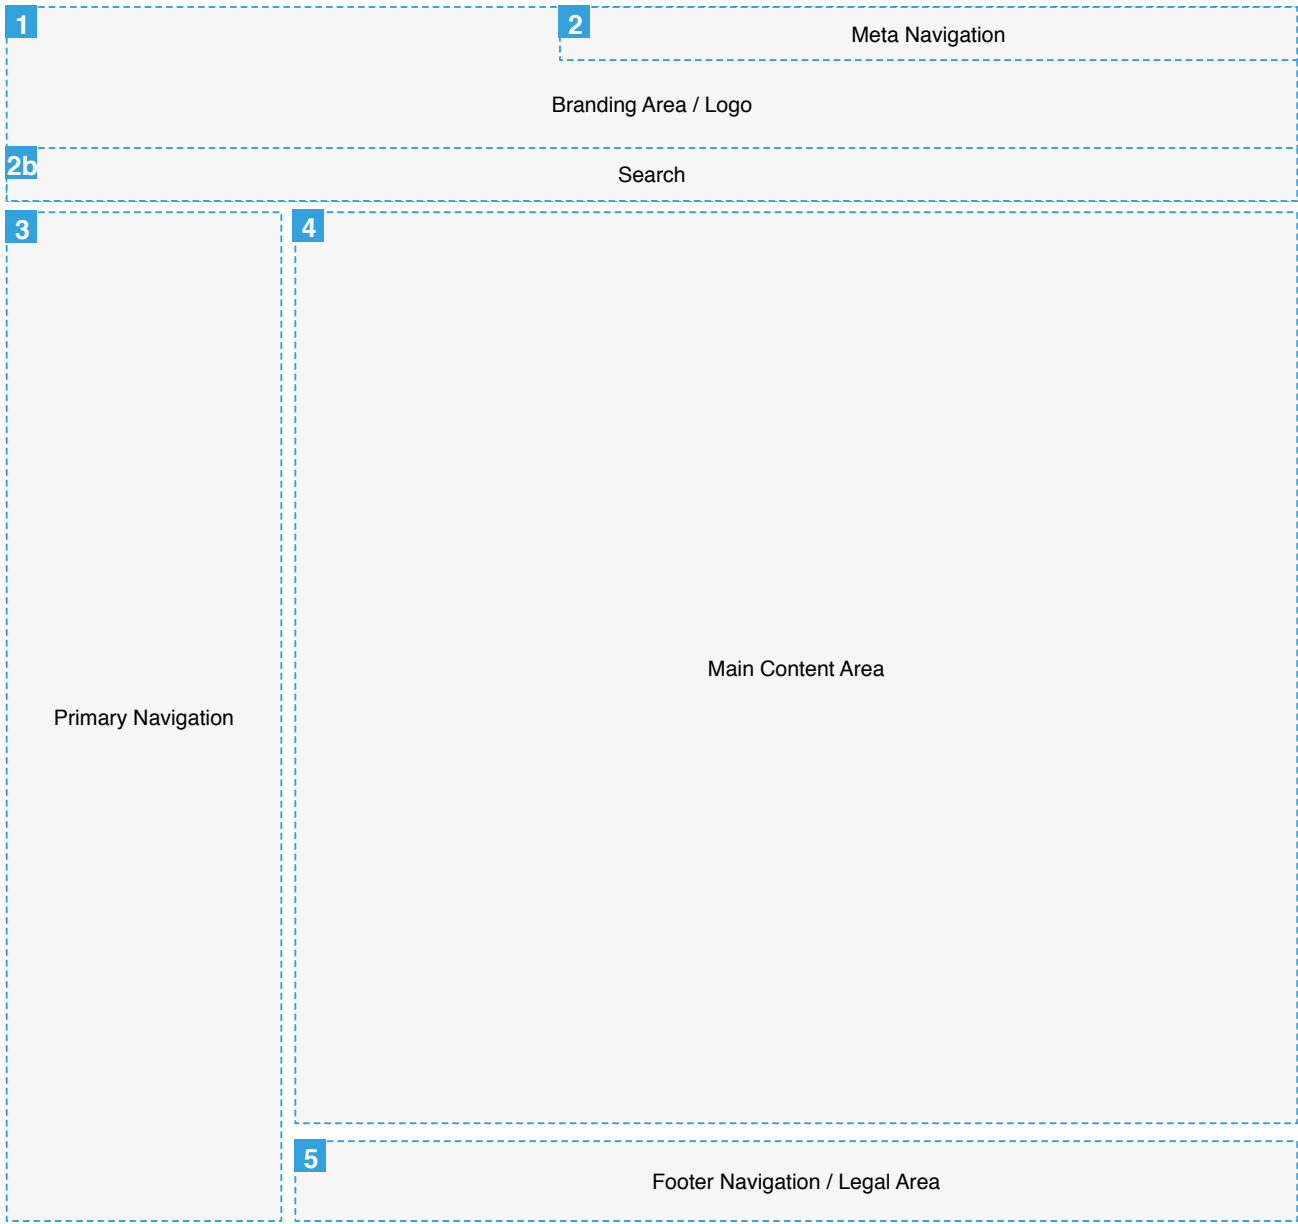 1
2
Meta Navigation
Branding Area / Logo
2b
Search
3
4
Main Content Area
Primary Navigation
5
Footer Navigation / Legal Area